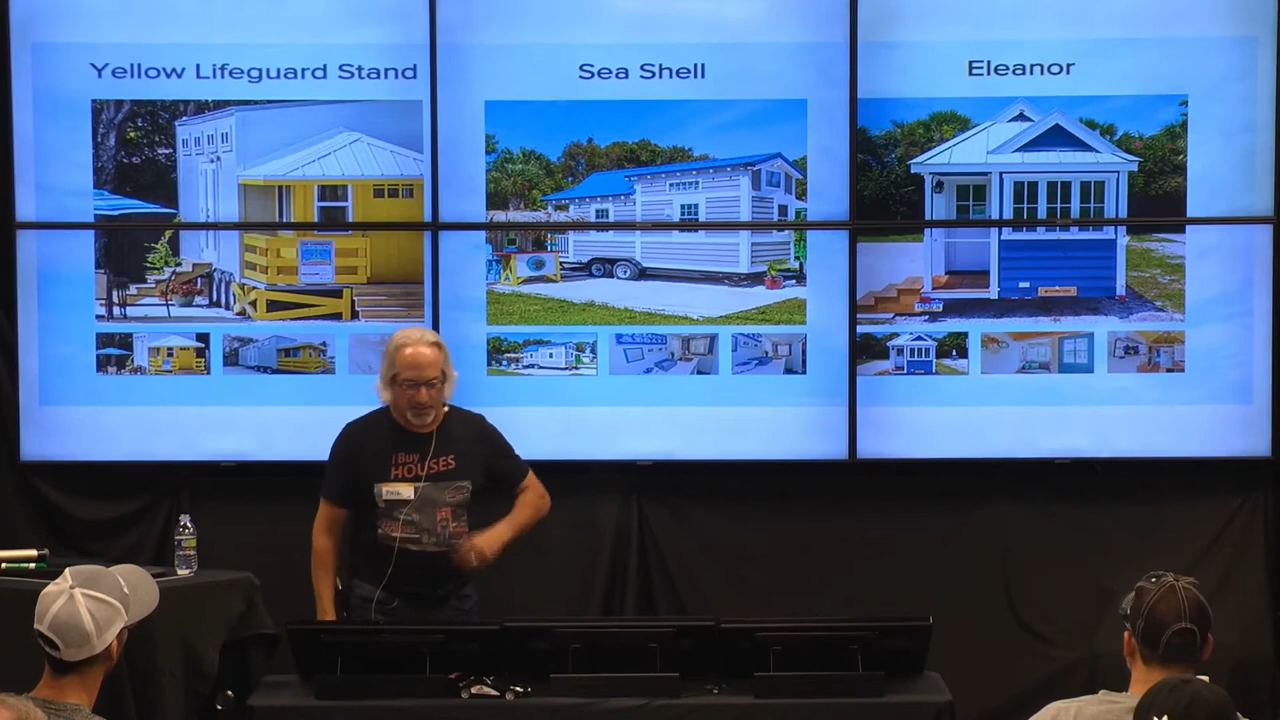 Yellow Lifeguard Stand
Sea Shell
Eleanor
I Buy
HOUSES
PHIL